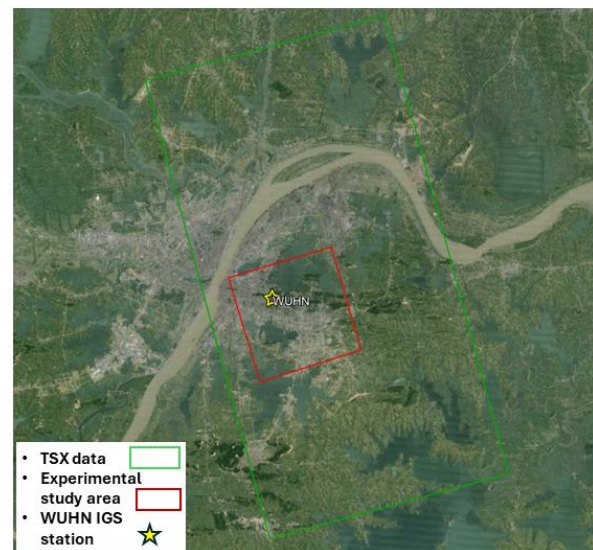 WUHN
• TSX data
• Experimental
study area
• WUHN IGS
station